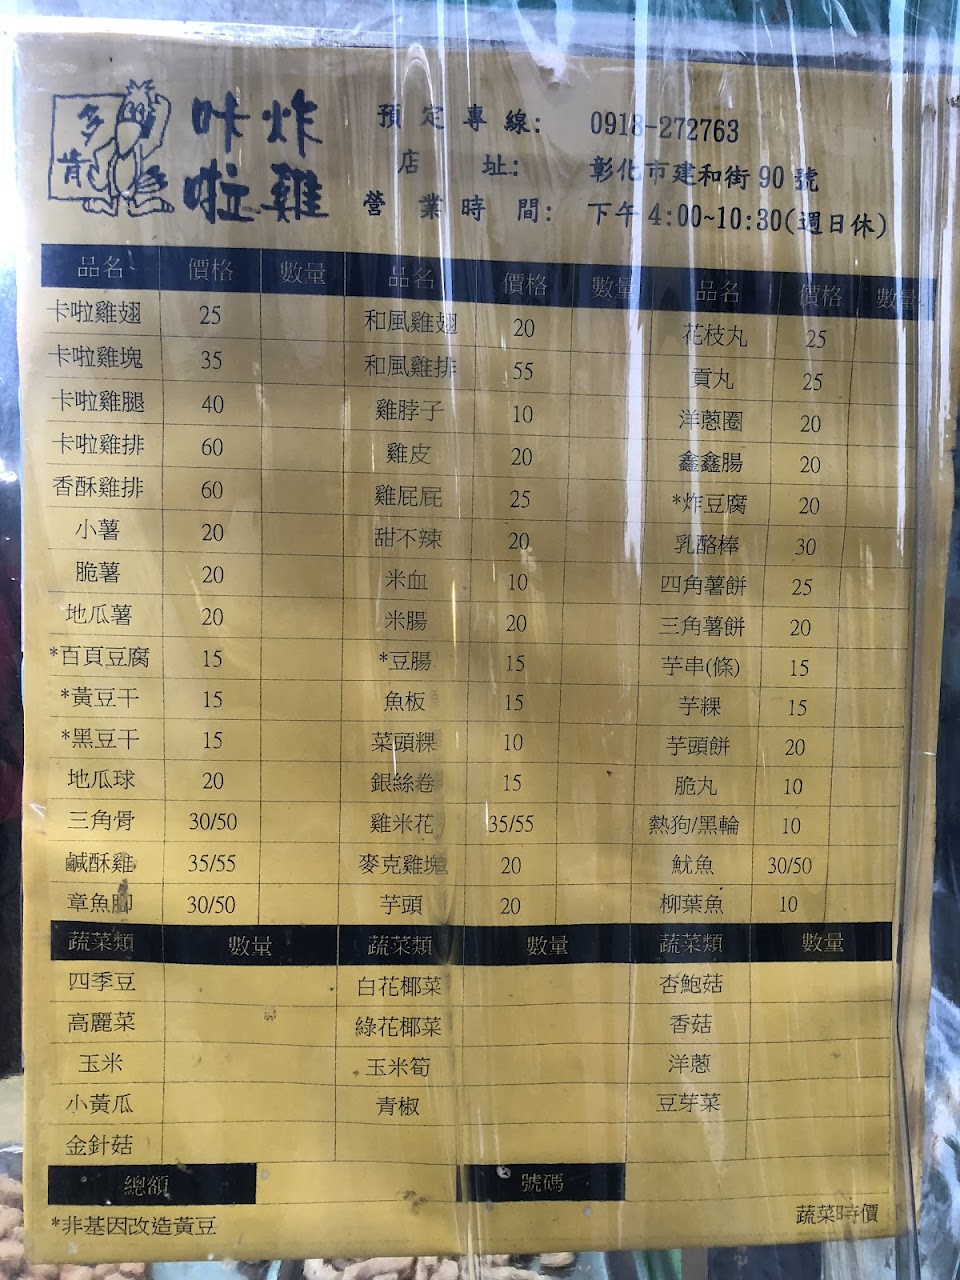 多肯
咔啦炸雞
預定專線: 0918-272763
店址: 彰化市建和街90號
營業時間: 下午4:00~10:30(週日休)
品名 價格 數量 品名 價格 數量 品名 價格 數量
卡啦雞翅 25 和風雞翅 20 花枝丸 25
卡啦雞塊 35 和風雞排 55 貢丸 25
卡啦雞腿 40 雞脖子 10 洋蔥圈 20
卡啦雞排 60 雞皮 20 鑫鑫腸 20
香酥雞排 60 雞屁屁 25 *炸豆腐 20
小薯 20 甜不辣 20 乳酪棒 30
脆薯 20 米血 10 四角薯餅 25
地瓜薯 20 米腸 20 三角薯餅 20
*百頁豆腐 15 *豆腸 15 芋串(條) 15
*黃豆干 15 魚板 15 芋粿 15
*黑豆干 15 菜頭粿 10 芋頭餅 20
地瓜球 20 銀絲卷 15 脆丸 10
三角骨 30/50 雞米花 35/55 熱狗/黑輪 10
鹹酥雞 35/55 麥克雞塊 20 魷魚 30/50
章魚腳 30/50 芋頭 20 柳葉魚 10
蔬菜類 數量 蔬菜類 數量 蔬菜類 數量
四季豆 白花椰菜 杏鮑菇
高麗菜 綠花椰菜 香菇
玉米 玉米筍 洋蔥
小黃瓜 青椒 豆芽菜
金針菇
總額 號碼
*非基因改造黃豆 蔬菜時價